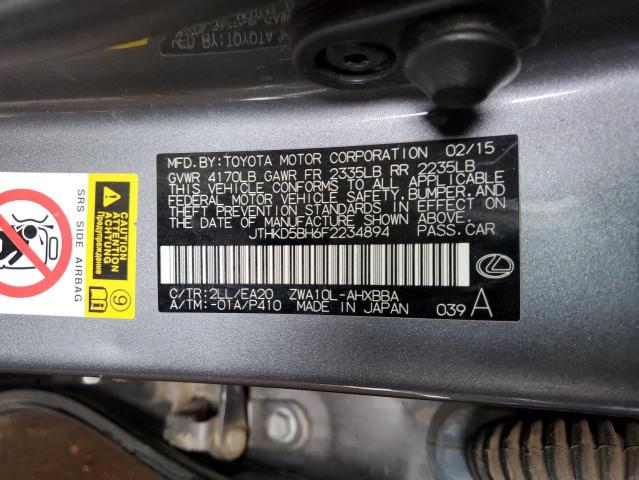 MFD. BY: TOYOTA MOTOR CORPORATION 02/15
GVWR 4170LB GAWR FR 2335LB RR 2235LB
THIS VEHICLE CONFORMS TO ALL APPLICABLE
FEDERAL MOTOR VEHICLE SAFETY, BUMPER, AND
THEFT PREVENTION STANDARDS IN EFFECT ON
THE DATE OF MANUFACTURE SHOWN ABOVE.
JTHKD5BH6F2234894 PASS. CAR
C/TR: 2LL/EA20 ZWA10L-AHXBBA
A/TM: -01A/P410 MADE IN JAPAN 039 A
SRS SIDE AIRBAG
CAUTION
ATTENTION
Предупреждение
9